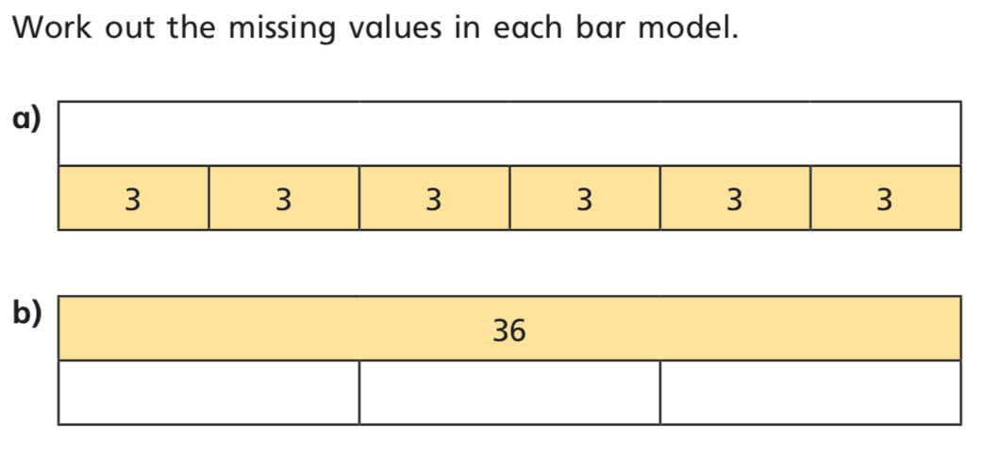 Work out the missing values in each bar model.
a)
3 3 3 3 3 3
b)
36